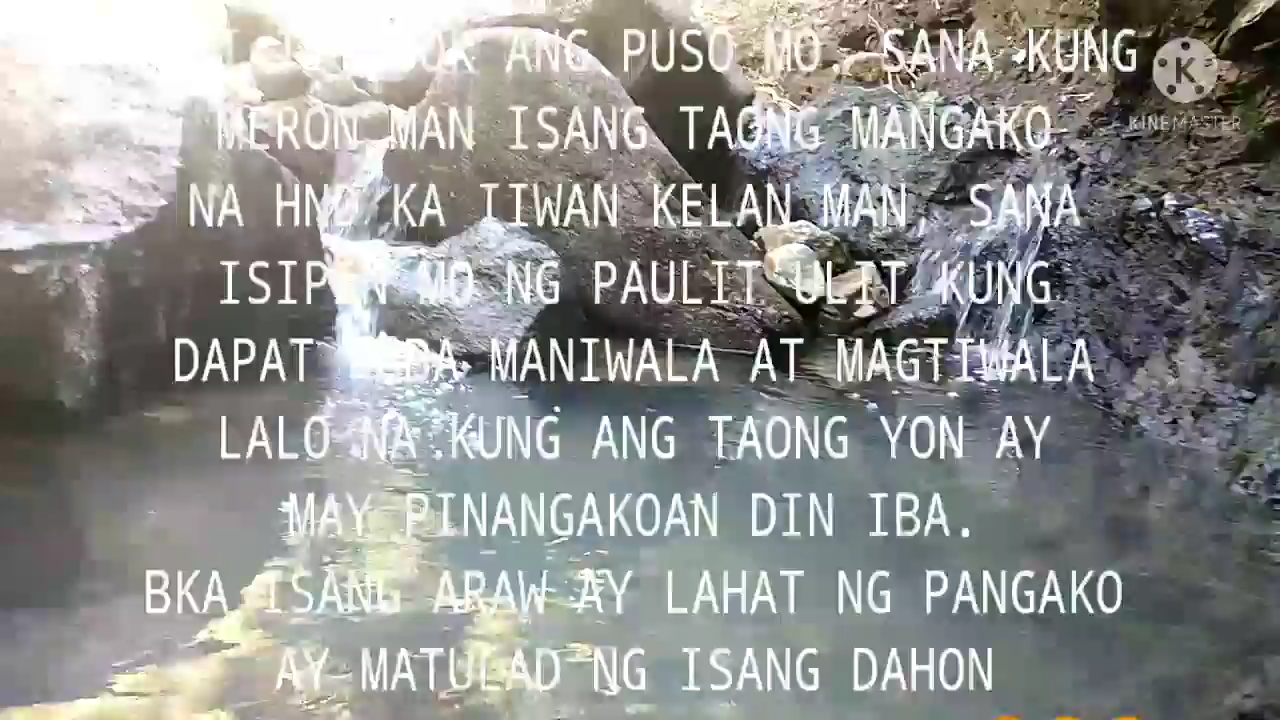 ANG PUSO MO. SANA KUNG
MERON MAN ISANG TAONG MANGAKO
NA HND KA IIWAN KELAN MAN, SANA
ISIPIN MO NG PAULIT ULIT KUNG
DAPAT MANIWALA AT MAGTIWALA
LALO NA KUNG ANG TAONG YON AY
MAY PINANGAKOAN DIN IBA.
BKA ISANG ARAW AY LAHAT NG PANGAKO
AY MATULAD NG ISANG DAHON
K
KINEMASTER